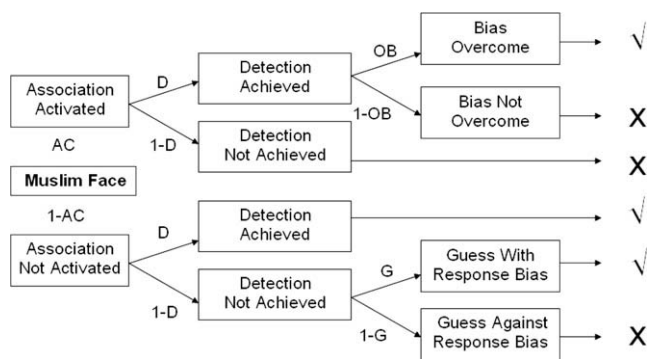 Association
Activated
AC
Muslim Face
1-AC
Association
Not Activated
D
1-D
Detection
Achieved
Detection
Not Achieved
D
1-D
Detection
Achieved
Detection
Not Achieved
OB
1-OB
Bias
Overcome
Bias Not
Overcome
G
1-G
Guess With
Response Bias
Guess Against
Response Bias
√
X
X
√
√
X